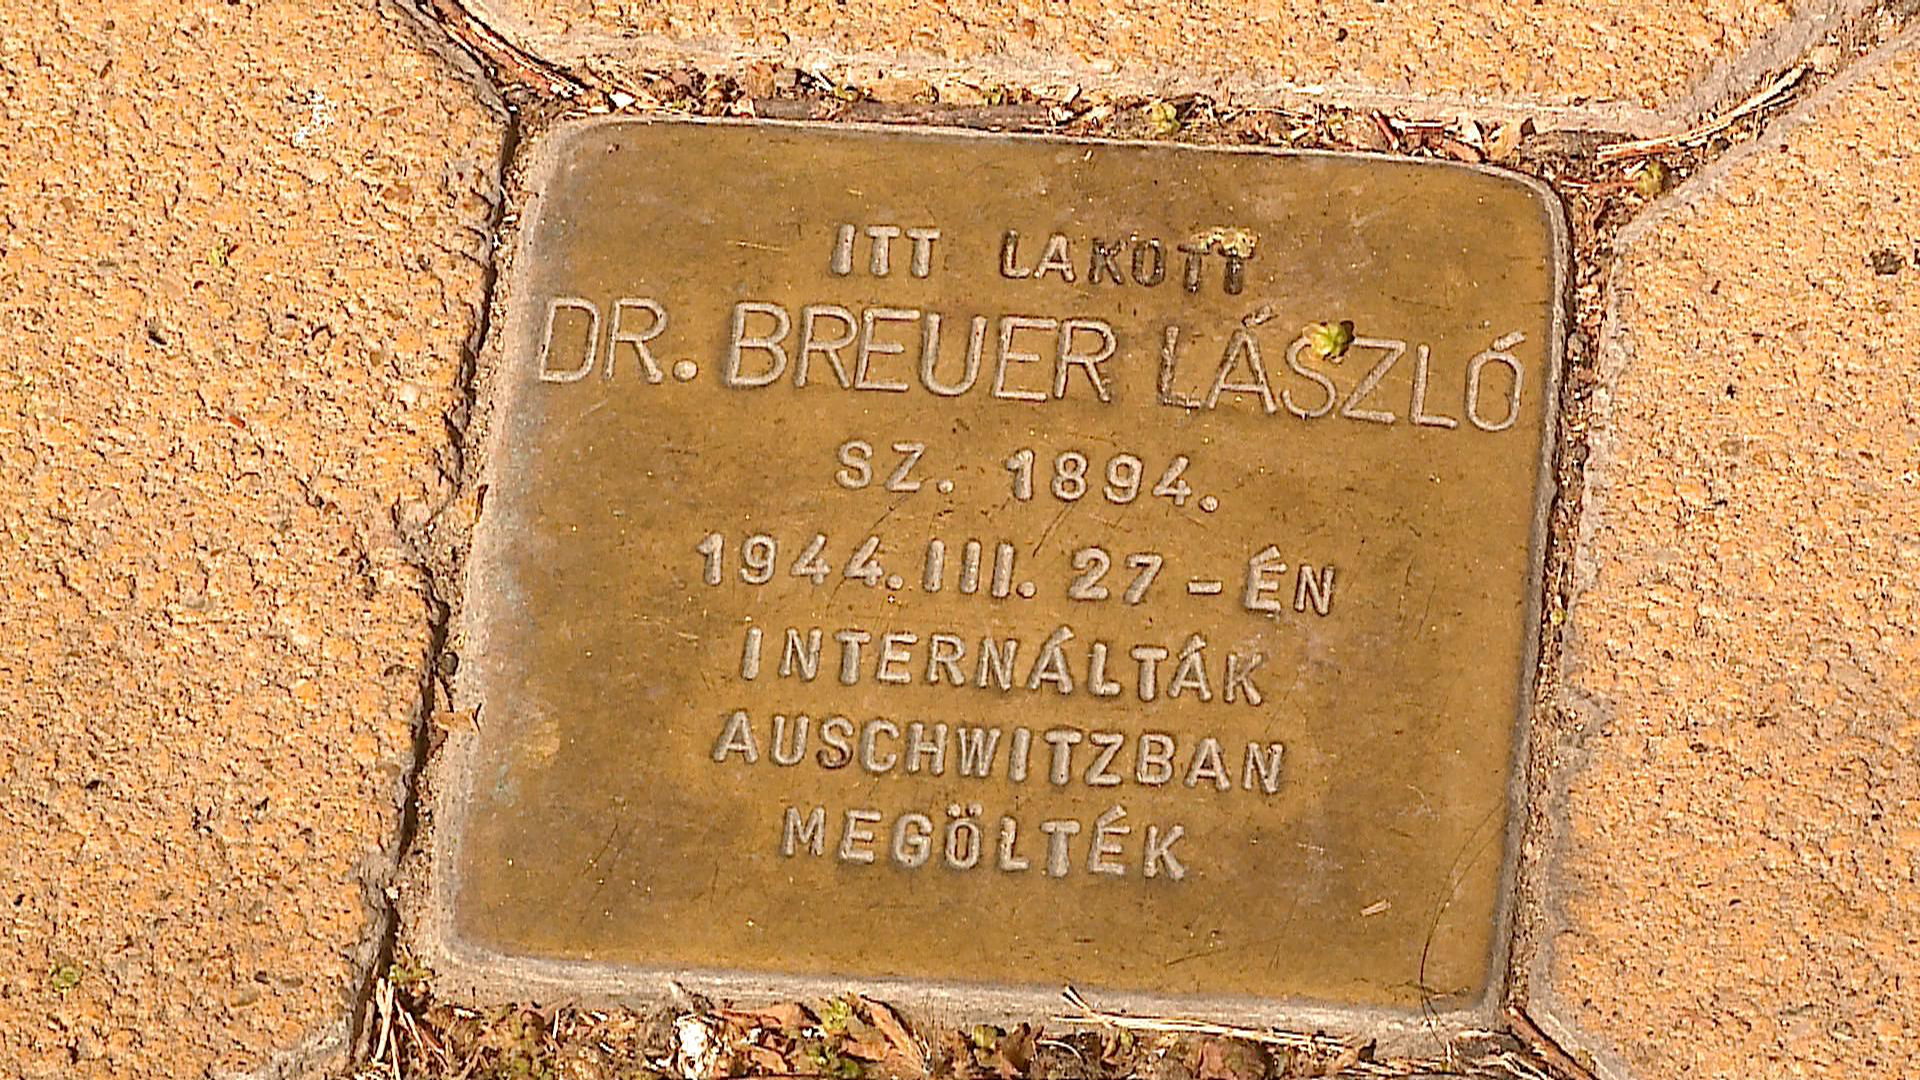 ITT LAKOTT
DR. BREUER LÁSZLÓ
SZ. 1894.
1944. III. 27-ÉN
INTERNÁLTÁK
AUSCHWITZBAN
MEGÖLTÉK